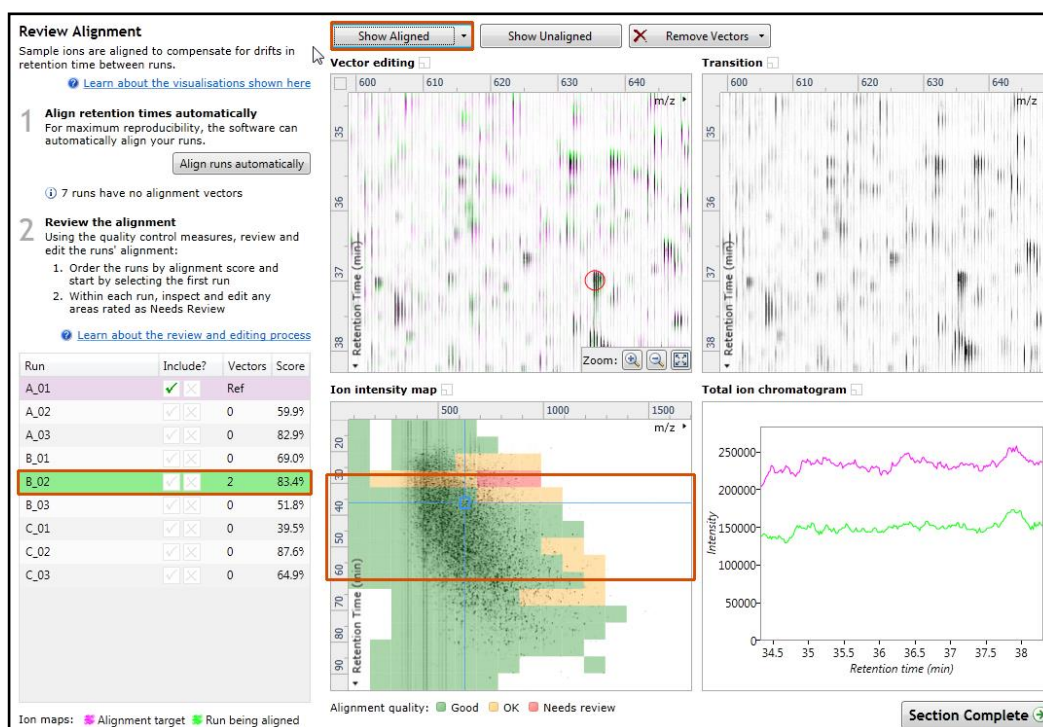 Review Alignment
Sample ions are aligned to compensate for drifts in
retention time between runs.
Learn about the visualisations shown here
1 Align retention times automatically
For maximum reproducibility, the software can
automatically align your runs.
Align runs automatically
7 runs have no alignment vectors
2 Review the alignment
Using the quality control measures, review and
edit the runs' alignment:
1. Order the runs by alignment score and
start by selecting the first run
2. Within each run, inspect and edit any
areas rated as Needs Review
Learn about the review and editing process
Run Include? Vectors Score
A_01 Ref
A_02 0 59.9%
A_03 0 82.9%
B_01 0 69.0%
B_02 2 83.4%
B_03 0 51.8%
C_01 0 39.5%
C_02 0 87.6%
C_03 0 64.9%
Ion maps: Alignment target Run being aligned
Show Aligned Show Unaligned Remove Vectors
Vector editing
600 610 620 630 640
m/z
35
36
37
38
Retention Time (min)
Zoom:
Transition
600 610 620 630 640
m/z
35
36
37
38
Retention Time (min)
Ion intensity map
500 1000 1500
m/z
20
30
40
50
60
70
80
90
Retention Time (min)
Alignment quality: Good OK Needs review
Total ion chromatogram
250000
200000
150000
100000
50000
0
Intensity
34.5 35 35.5 36 36.5 37 37.5 38
Retention time (min)
Section Complete